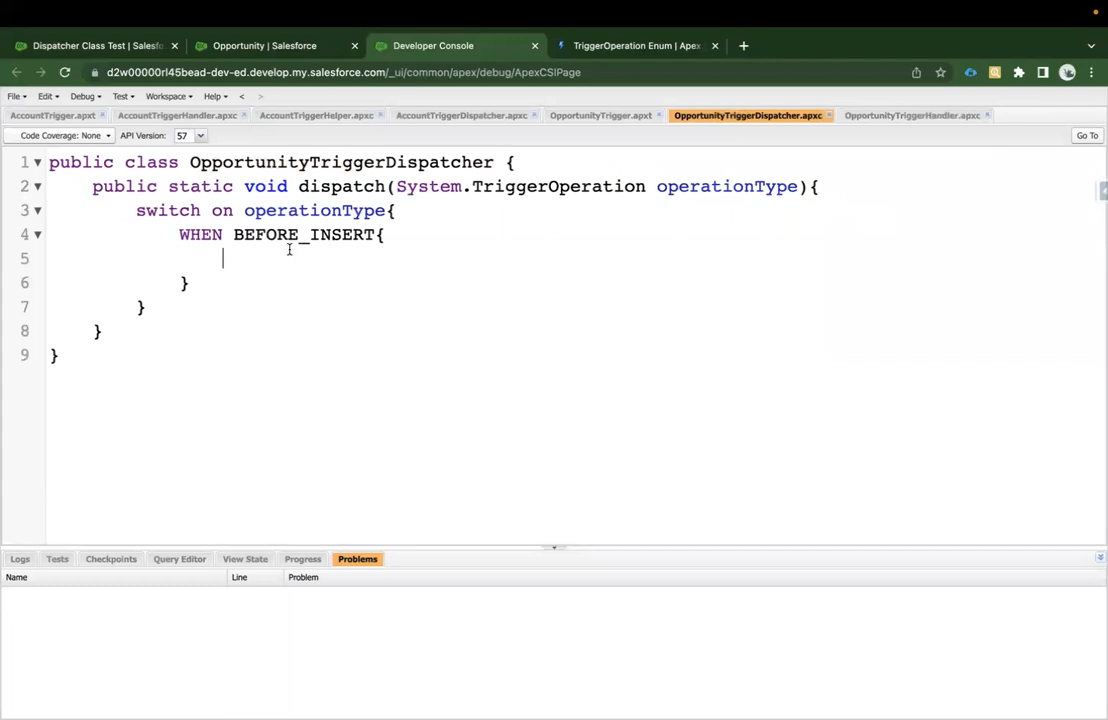 Dispatcher Class Test | Salesf
Opportunity | Salesforce
Developer Console
TriggerOperation Enum | Apex
d2w00000rl45bead-dev-ed.develop.my.salesforce.com/_ui/common/apex/debug/ApexCSIPage
File Edit Debug Test Workspace Help < >
AccountTrigger.apxt
AccountTriggerHandler.apxc
AccountTriggerHelper.apxc
AccountTriggerDispatcher.apxc
OpportunityTrigger.apxt
OpportunityTriggerDispatcher.apxc
OpportunityTriggerHandler.apxc
Code Coverage: None API Version: 57 Go To
1 public class OpportunityTriggerDispatcher {
2 public static void dispatch(System.TriggerOperation operationType){
3 switch on operationType{
4 WHEN BEFORE_INSERT{
5
6 }
7 }
8 }
9 }
Logs Tests Checkpoints Query Editor View State Progress Problems
Name Line Problem